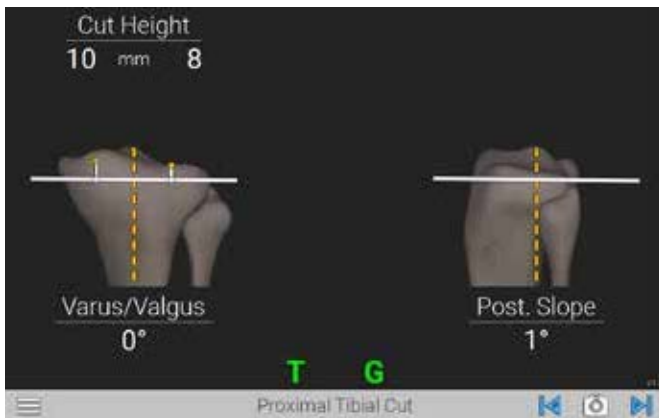 Cut Height
10 mm 8
Varus/Valgus
0°
Post. Slope
1°
T G
Proximal Tibial Cut